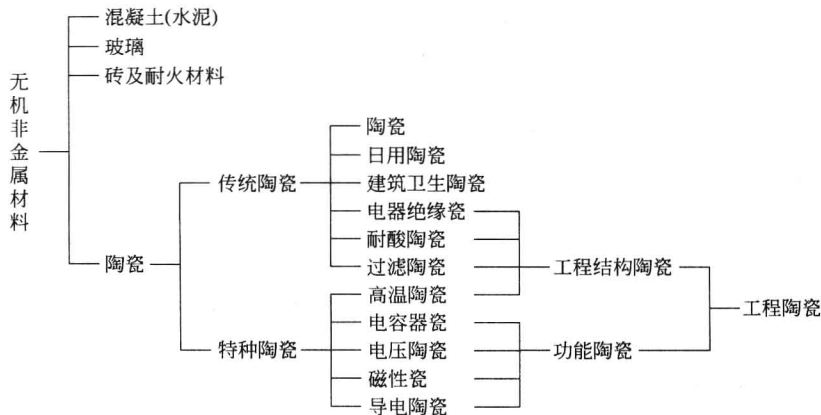 混凝土(水泥)
玻璃
砖及耐火材料
无机非金属材料
陶瓷
传统陶瓷
陶瓷
日用陶瓷
建筑卫生陶瓷
电器绝缘瓷
耐酸陶瓷
过滤陶瓷
特种陶瓷
高温陶瓷
电容器瓷
电压陶瓷
磁性瓷
导电陶瓷
工程结构陶瓷
功能陶瓷
工程陶瓷